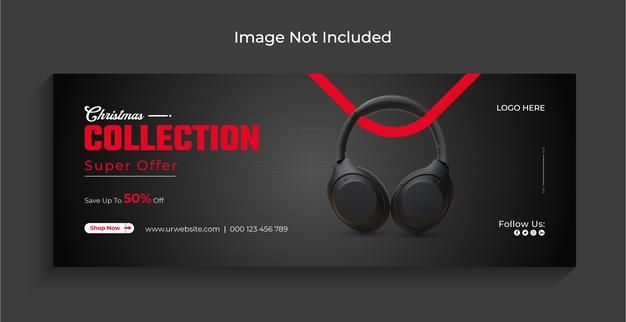 Image Not Included
Christmas
COLLECTION
Super Offer
Save Up To 50% Off
Shop Now
www.urwebsite.com | 000 123 456 789
LOGO HERE
Follow Us: